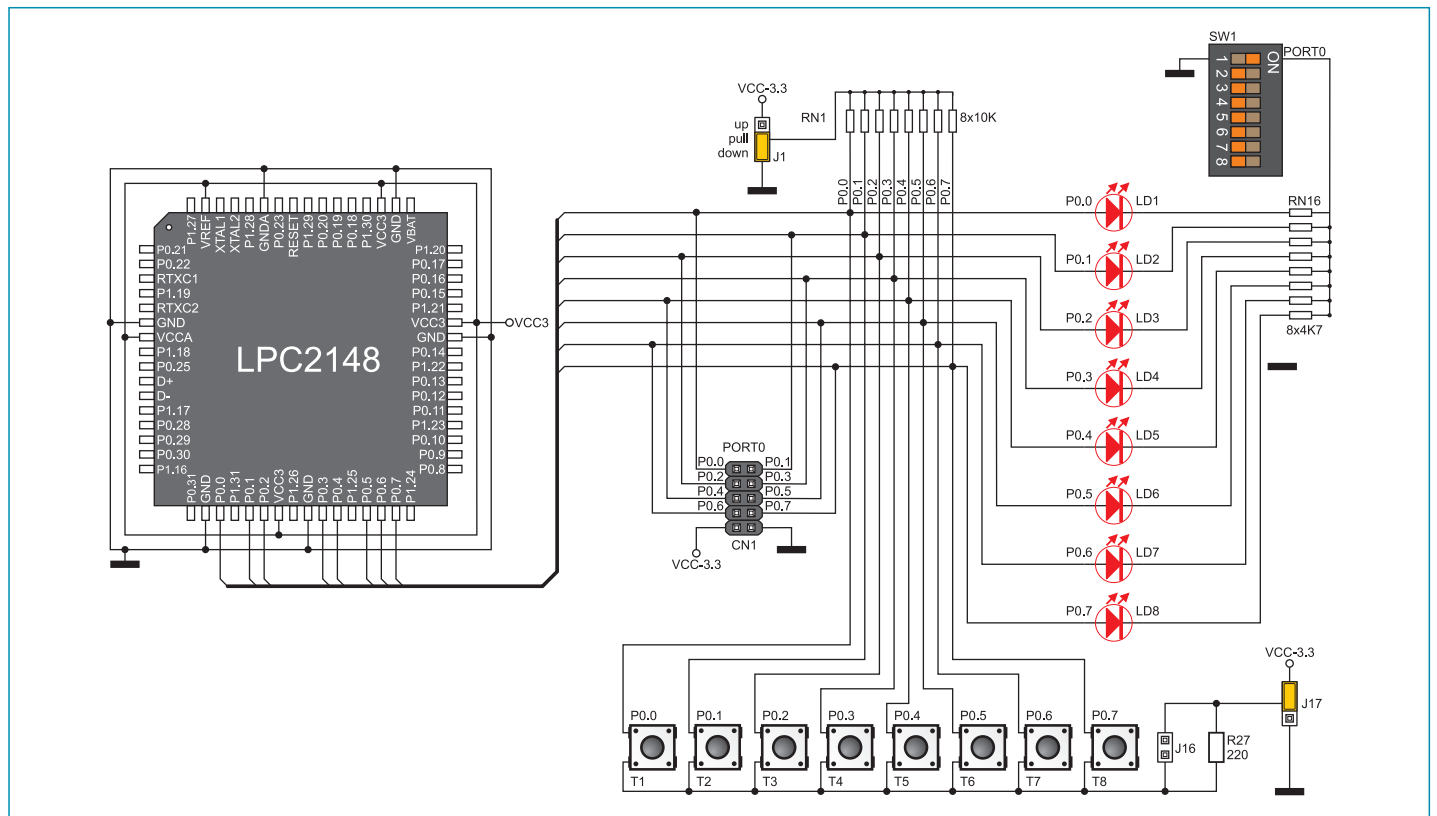 SW1
PORT0
ON
1
2
3
4
5
6
7
8
VCC-3.3
up
pull
down
J1
RN1
8x10K
P0.0
P0.1
P0.2
P0.3
P0.4
P0.5
P0.6
P0.7
P1.27
VREF
XTAL1
XTAL2
P1.28
GNDA
P0.23
RESET
P1.29
P0.20
P0.19
P0.18
P1.30
VCC3
GND
VBAT
P0.21
P0.22
RTXC1
P1.19
RTXC2
GND
VCCA
P1.18
P0.25
D+
D-
P1.17
P0.28
P0.29
P0.30
P1.16
LPC2148
P1.20
P0.17
P0.16
P0.15
P1.21
VCC3
GND
P0.14
P1.22
P0.13
P0.12
P0.11
P1.23
P0.10
P0.9
P0.8
P0.31
GND
P0.0
P1.31
P0.1
P0.2
VCC3
P1.26
GND
P0.3
P0.4
P1.25
P0.5
P0.6
P0.7
P1.24
VCC3
P0.0 LD1
P0.1 LD2
P0.2 LD3
P0.3 LD4
P0.4 LD5
P0.5 LD6
P0.6 LD7
P0.7 LD8
RN16
8x4K7
PORT0
P0.0 P0.1
P0.2 P0.3
P0.4 P0.5
P0.6 P0.7
CN1
VCC-3.3
P0.0 P0.1 P0.2 P0.3 P0.4 P0.5 P0.6 P0.7
T1 T2 T3 T4 T5 T6 T7 T8
J16
R27
220
VCC-3.3
J17